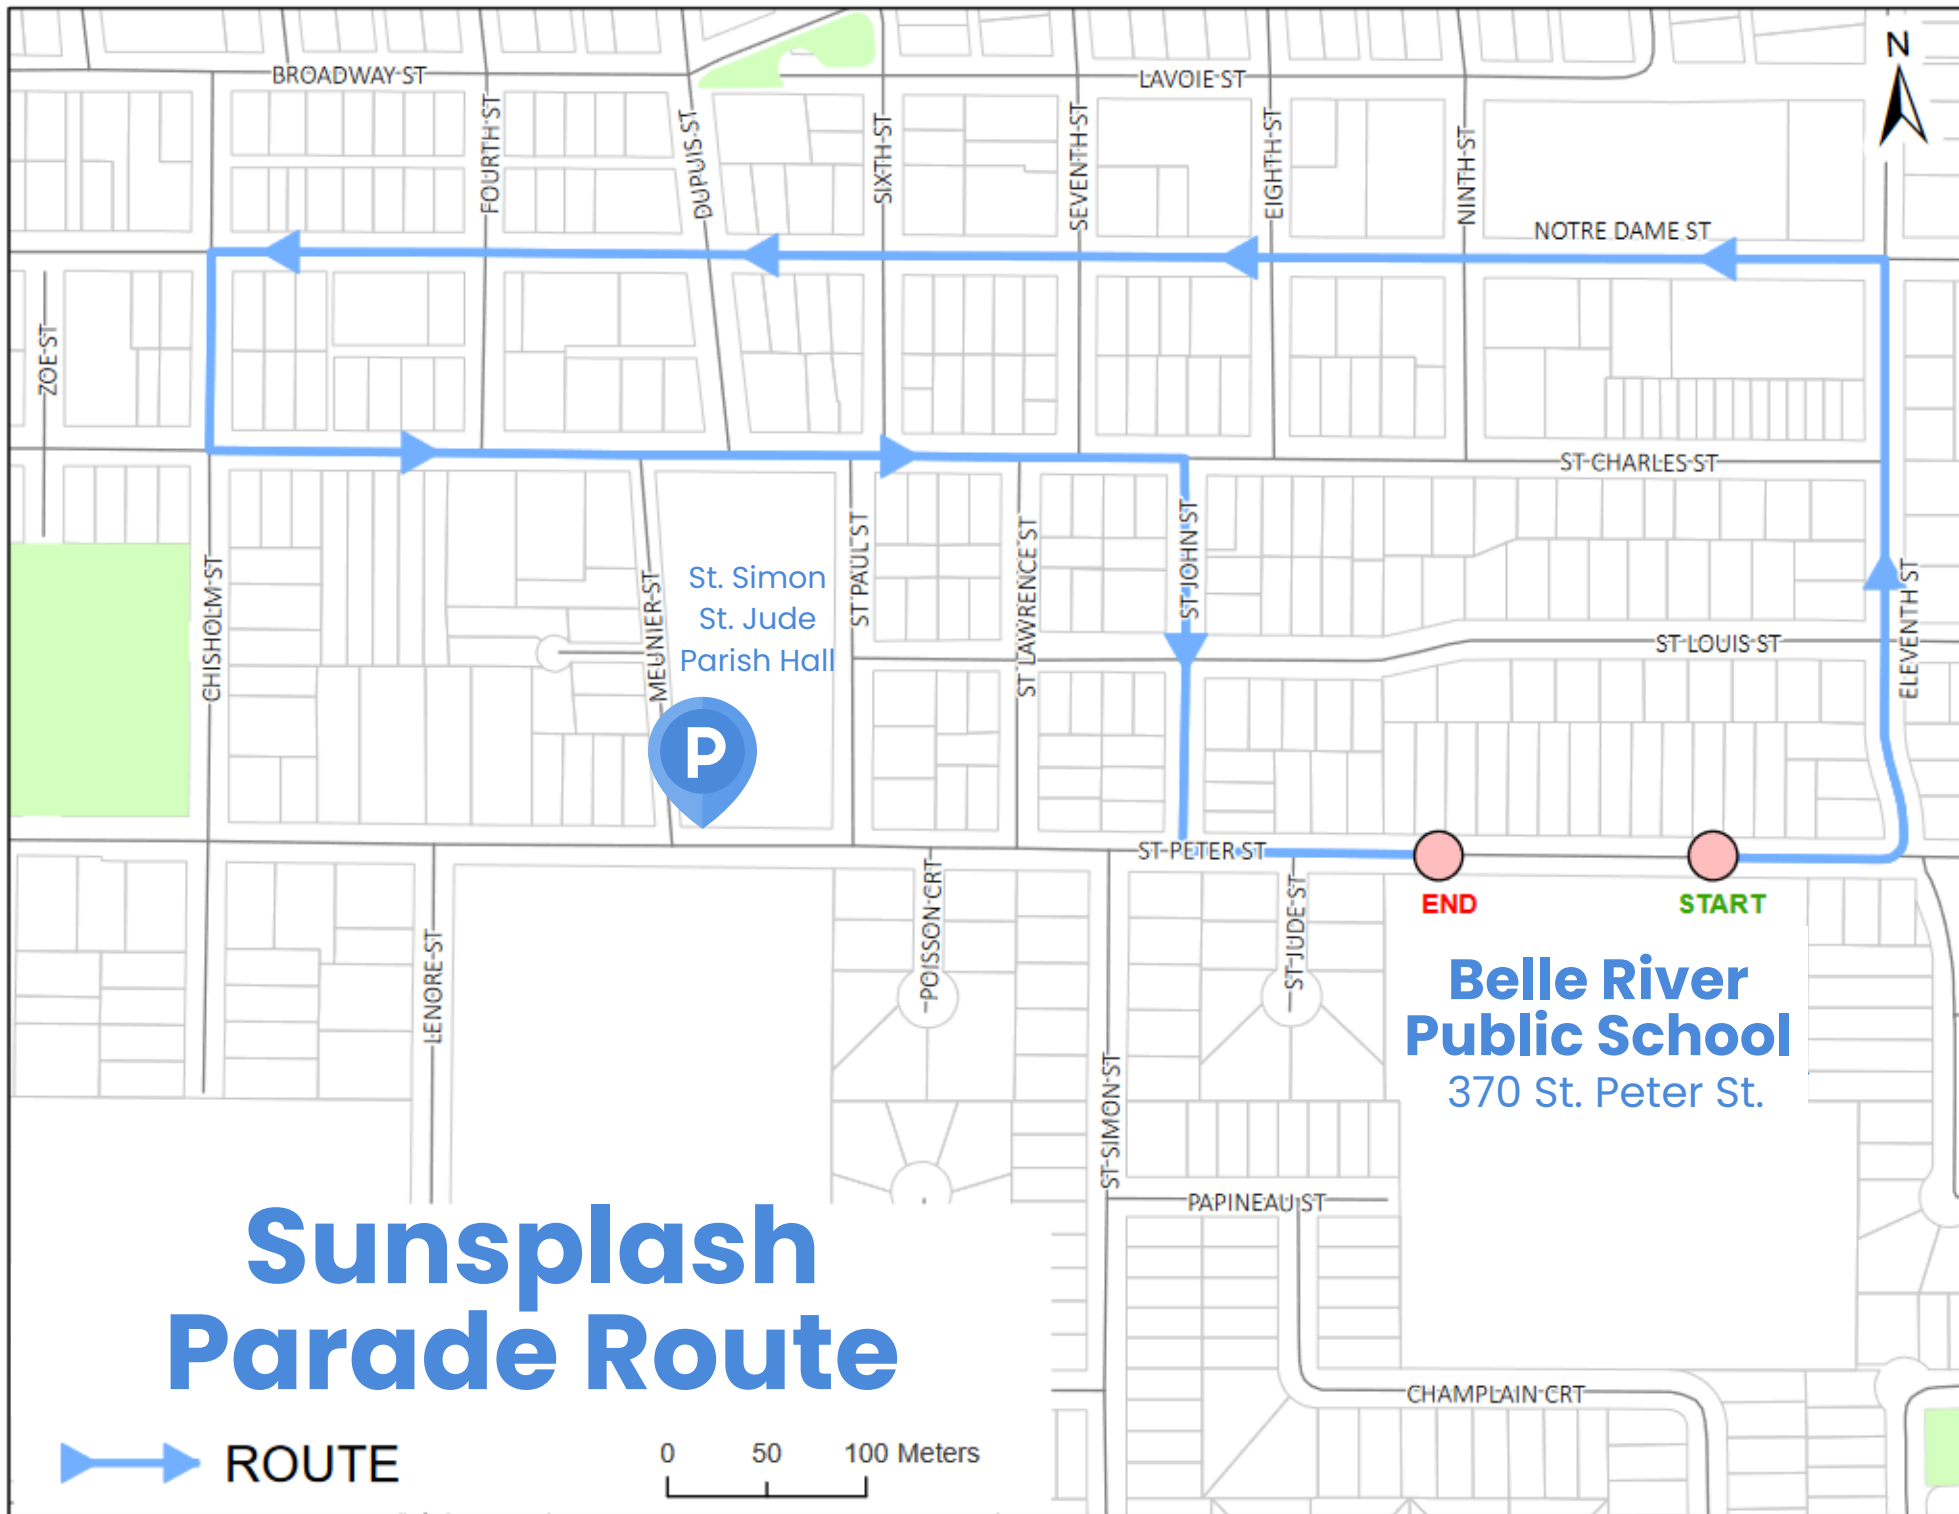 N
BROADWAY ST
LAVOIE ST
FOURTH ST
DUPUIS ST
SIXTH ST
SEVENTH ST
EIGHTH ST
NINTH ST
NOTRE DAME ST
ZOE ST
ST CHARLES ST
CHISHOLM ST
MEUNIER ST
St. Simon
St. Jude
Parish Hall
P
ST PAUL ST
ST LAWRENCE ST
ST JOHN ST
ST LOUIS ST
ELEVENTH ST
ST PETER ST
END
START
LENORE ST
POISSON CRT
ST JUDE ST
Belle River
Public School
370 St. Peter St.
ST SIMON ST
PAPINEAU ST
Sunsplash
Parade Route
CHAMPLAIN CRT
ROUTE
0 50 100 Meters